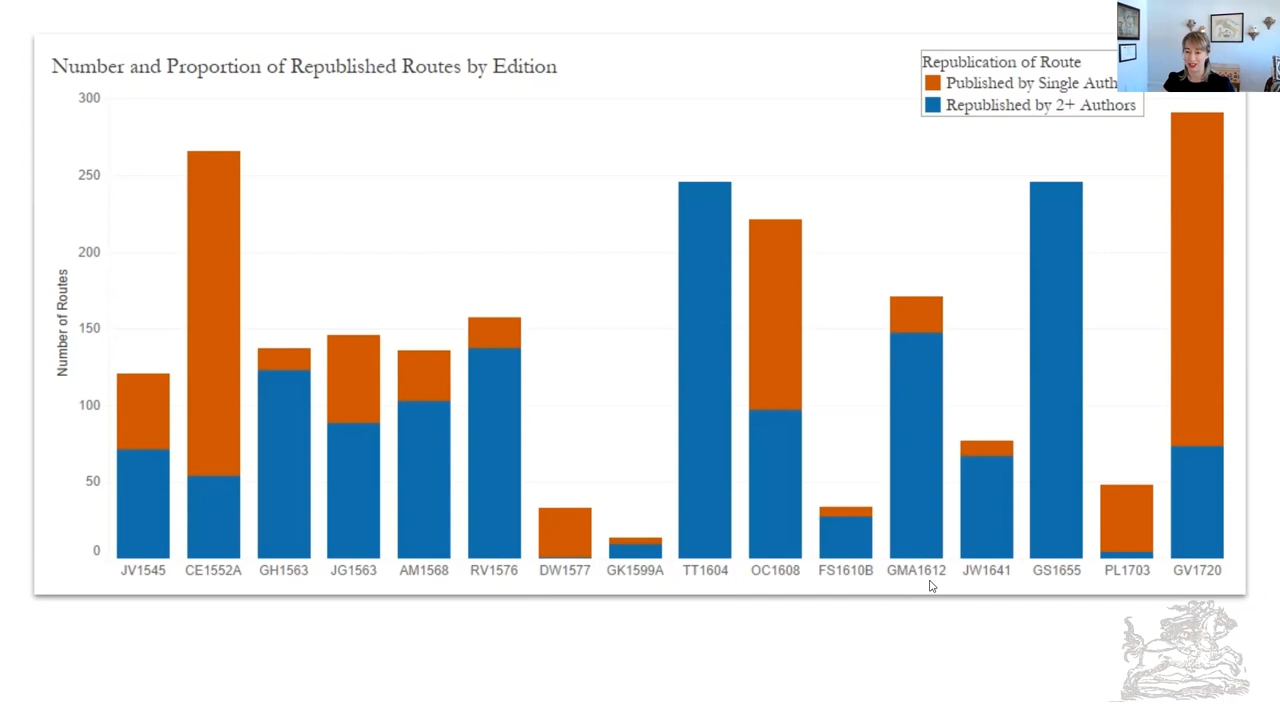 Number and Proportion of Republished Routes by Edition
Republication of Route
Published by Single
Republished by 2+ Authors
300
250
200
150
100
50
0
Number of Routes
JV1545 CE1552A GH1563 JG1563 AM1568 RV1576 DW1577 GK1599A TT1604 OC1608 FS1610B GMA1612 JW1641 GS1655 PL1703 GV1720